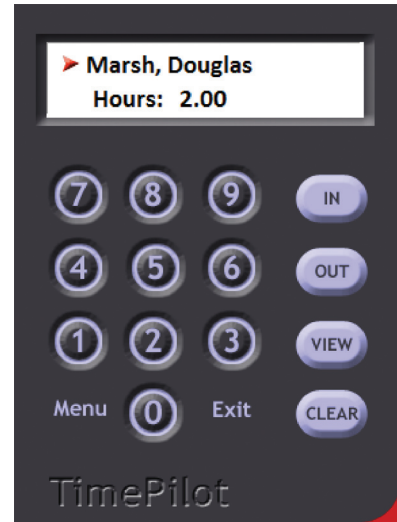 Marsh, Douglas
Hours: 2.00
7 8 9 IN
4 5 6 OUT
1 2 3 VIEW
Menu 0 Exit CLEAR
TimePilot